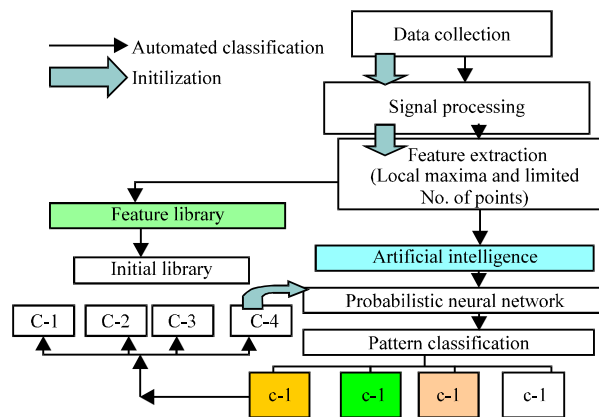 Automated classification
Initilization
Data collection
Signal processing
Feature extraction
(Local maxima and limited
No. of points)
Feature library
Initial library
Artificial intelligence
Probabilistic neural network
C-1
C-2
C-3
C-4
Pattern classification
c-1
c-1
c-1
c-1